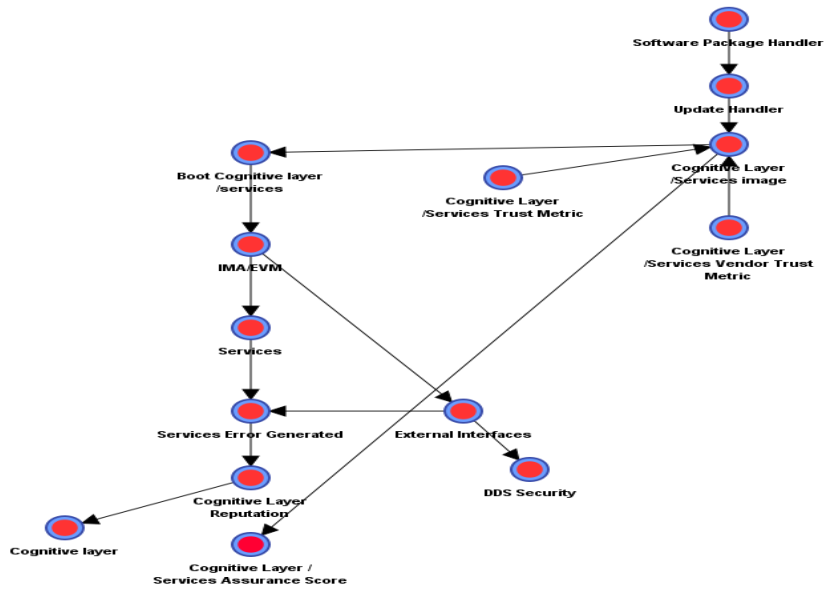 Software Package Handler
Update Handler
Boot Cognitive layer
/services
Cognitive Layer
/Services image
Cognitive Layer
/Services Trust Metric
Cognitive Layer
/Services Vendor Trust
Metric
IMA/EVM
Services
Services Error Generated
External Interfaces
DDS Security
Cognitive Layer
Reputation
Cognitive layer
Cognitive Layer /
Services Assurance Score